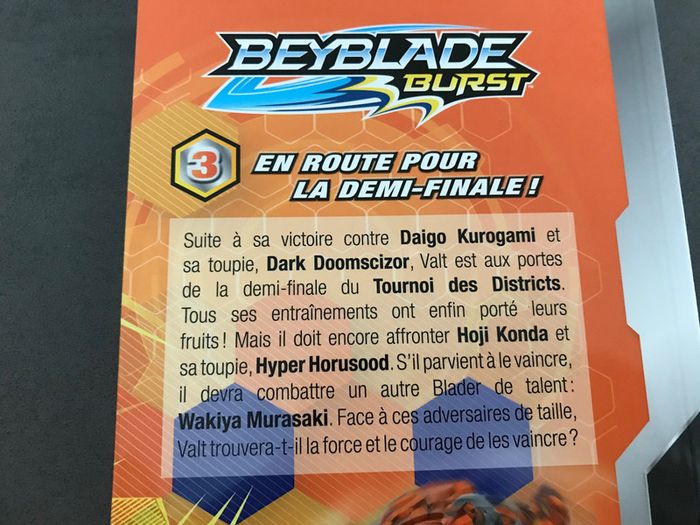 BEYBLADE
BURST
3
EN ROUTE POUR
LA DEMI-FINALE !
Suite à sa victoire contre Daigo Kurogami et
sa toupie, Dark Doomscizor, Valt est aux portes
de la demi-finale du Tournoi des Districts.
Tous ses entraînements ont enfin porté leurs
fruits ! Mais il doit encore affronter Hoji Konda et
sa toupie, Hyper Horusood. S'il parvient à le vaincre,
il devra combattre un autre Blader de talent :
Wakiya Murasaki. Face à ces adversaires de taille,
Valt trouvera-t-il la force et le courage de les vaincre ?